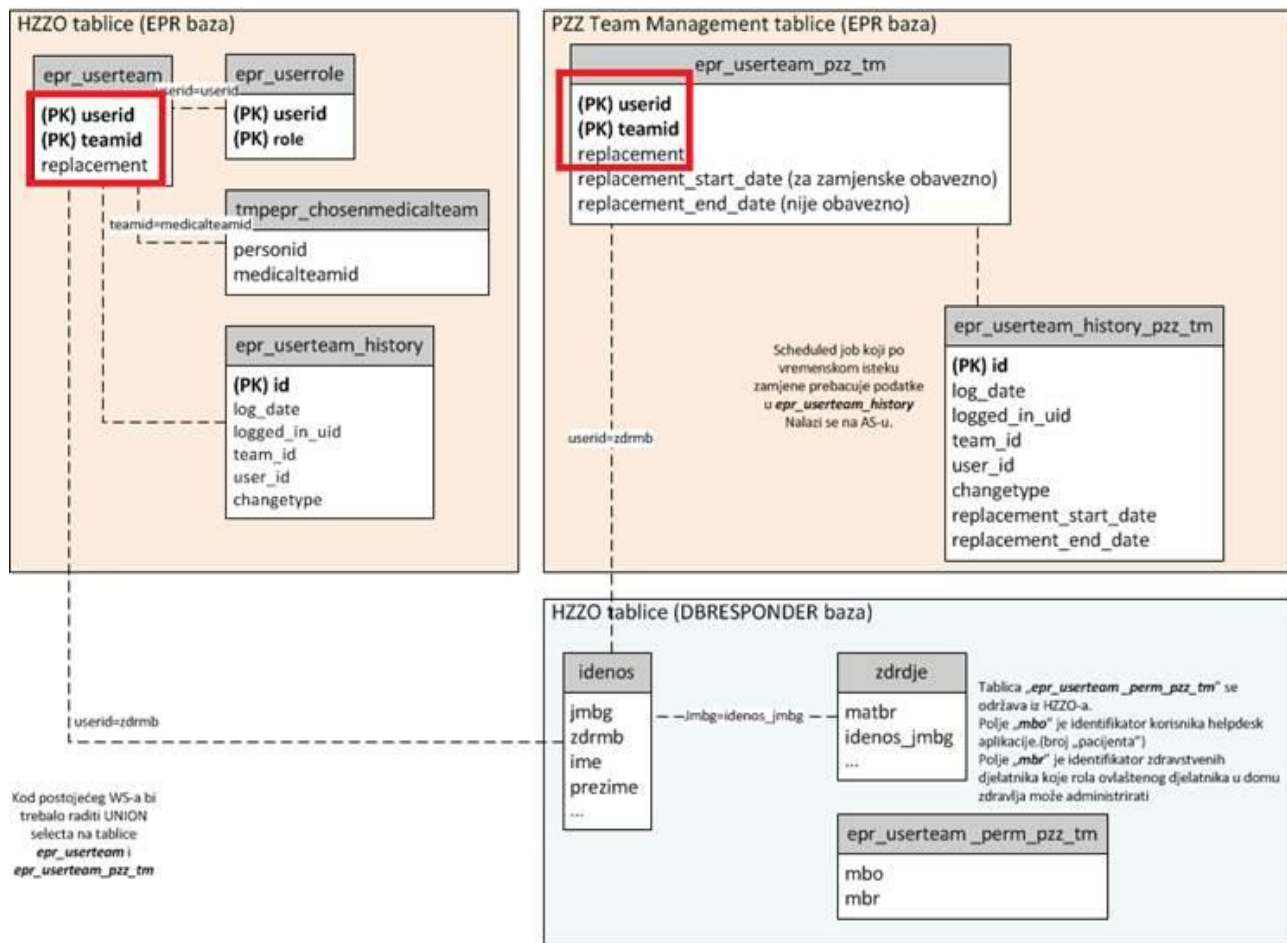 HZZO tablice (EPR baza)
epr_userteam
(PK) userid
(PK) teamid
replacement
userid=userid
epr_userrole
(PK) userid
(PK) role
teamid=medicalteamid
tmpepr_chosenmedicalteam
personid
medicalteamid
epr_userteam_history
(PK) id
log_date
logged_in_uid
team_id
user_id
changetype
PZZ Team Management tablice (EPR baza)
epr_userteam_pzz_tm
(PK) userid
(PK) teamid
replacement
replacement_start_date (za zamjenske obavezno)
replacement_end_date (nije obavezno)
Scheduled job koji po
vremenskom isteku
zamjene prebacuje podatke
u epr_userteam_history
Nalazi se na AS-u.
epr_userteam_history_pzz_tm
(PK) id
log_date
logged_in_uid
team_id
user_id
changetype
replacement_start_date
replacement_end_date
userid=zdrmb
HZZO tablice (DBRESPONDER baza)
idenos
jmbg
zdrmb
ime
prezime
...
Jmbg=idenos_jmbg
zdrdje
matbr
idenos_jmbg
...
Tablica „epr_userteam _perm_pzz_tm" se
održava iz HZZO-a.
Polje „mbo" je identifikator korisnika helpdesk
aplikacije.(broj „pacijenta")
Polje „mbr" je identifikator zdravstvenih
djelatnika koje rola ovlaštenog djelatnika u domu
zdravlja može administrirati
epr_userteam _perm_pzz_tm
mbo
mbr
userid=zdrmb
Kod postojećeg WS-a bi
trebalo raditi UNION
selecta na tablice
epr_userteam i
epr_userteam_pzz_tm